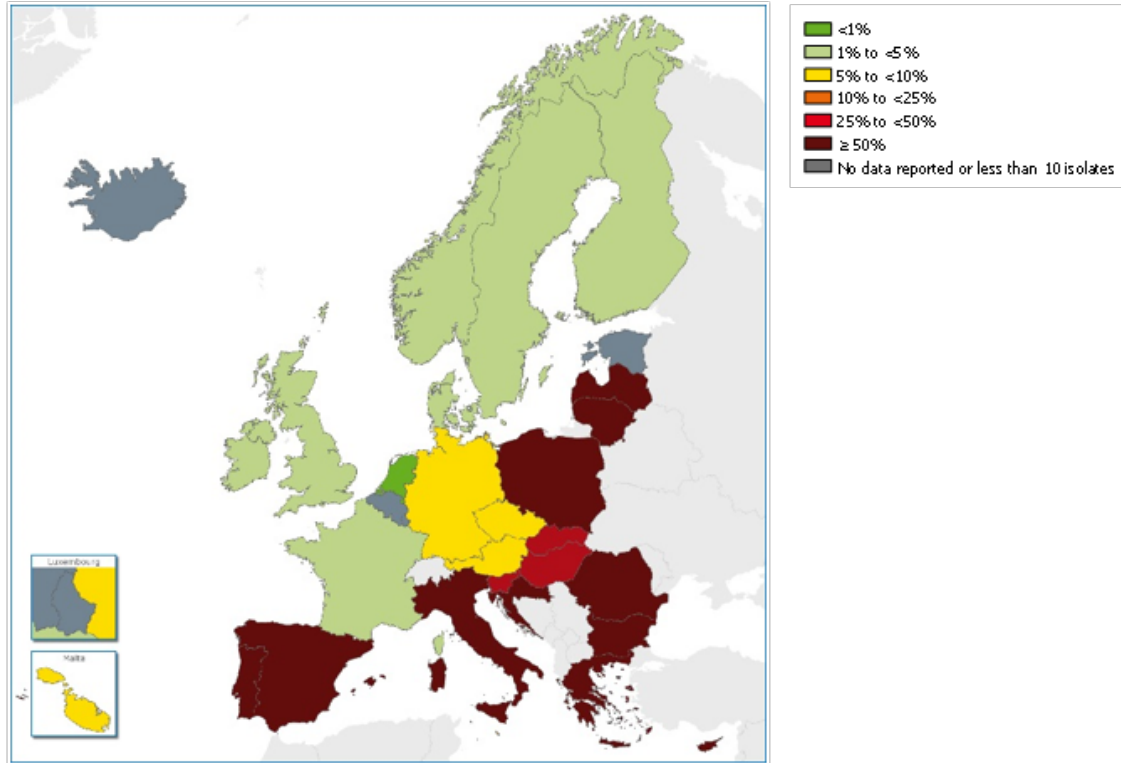 <1%
1% to <5%
5% to <10%
10% to <25%
25% to <50%
≥ 50%
No data reported or less than 10 isolates
Luxembourg
Malta